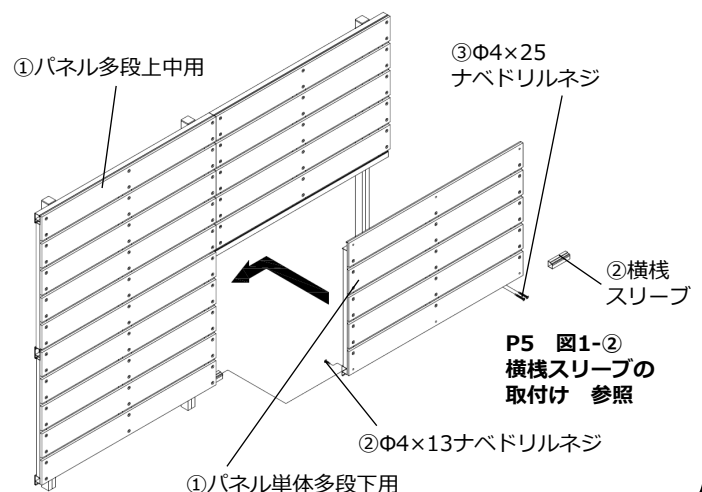 ①パネル多段上中用
③Φ4×25
ナベドリルネジ
②横桟
スリーブ
P5　図1-②
横桟スリーブの
取付け　参照
②Φ4×13ナベドリルネジ
①パネル単体多段下用